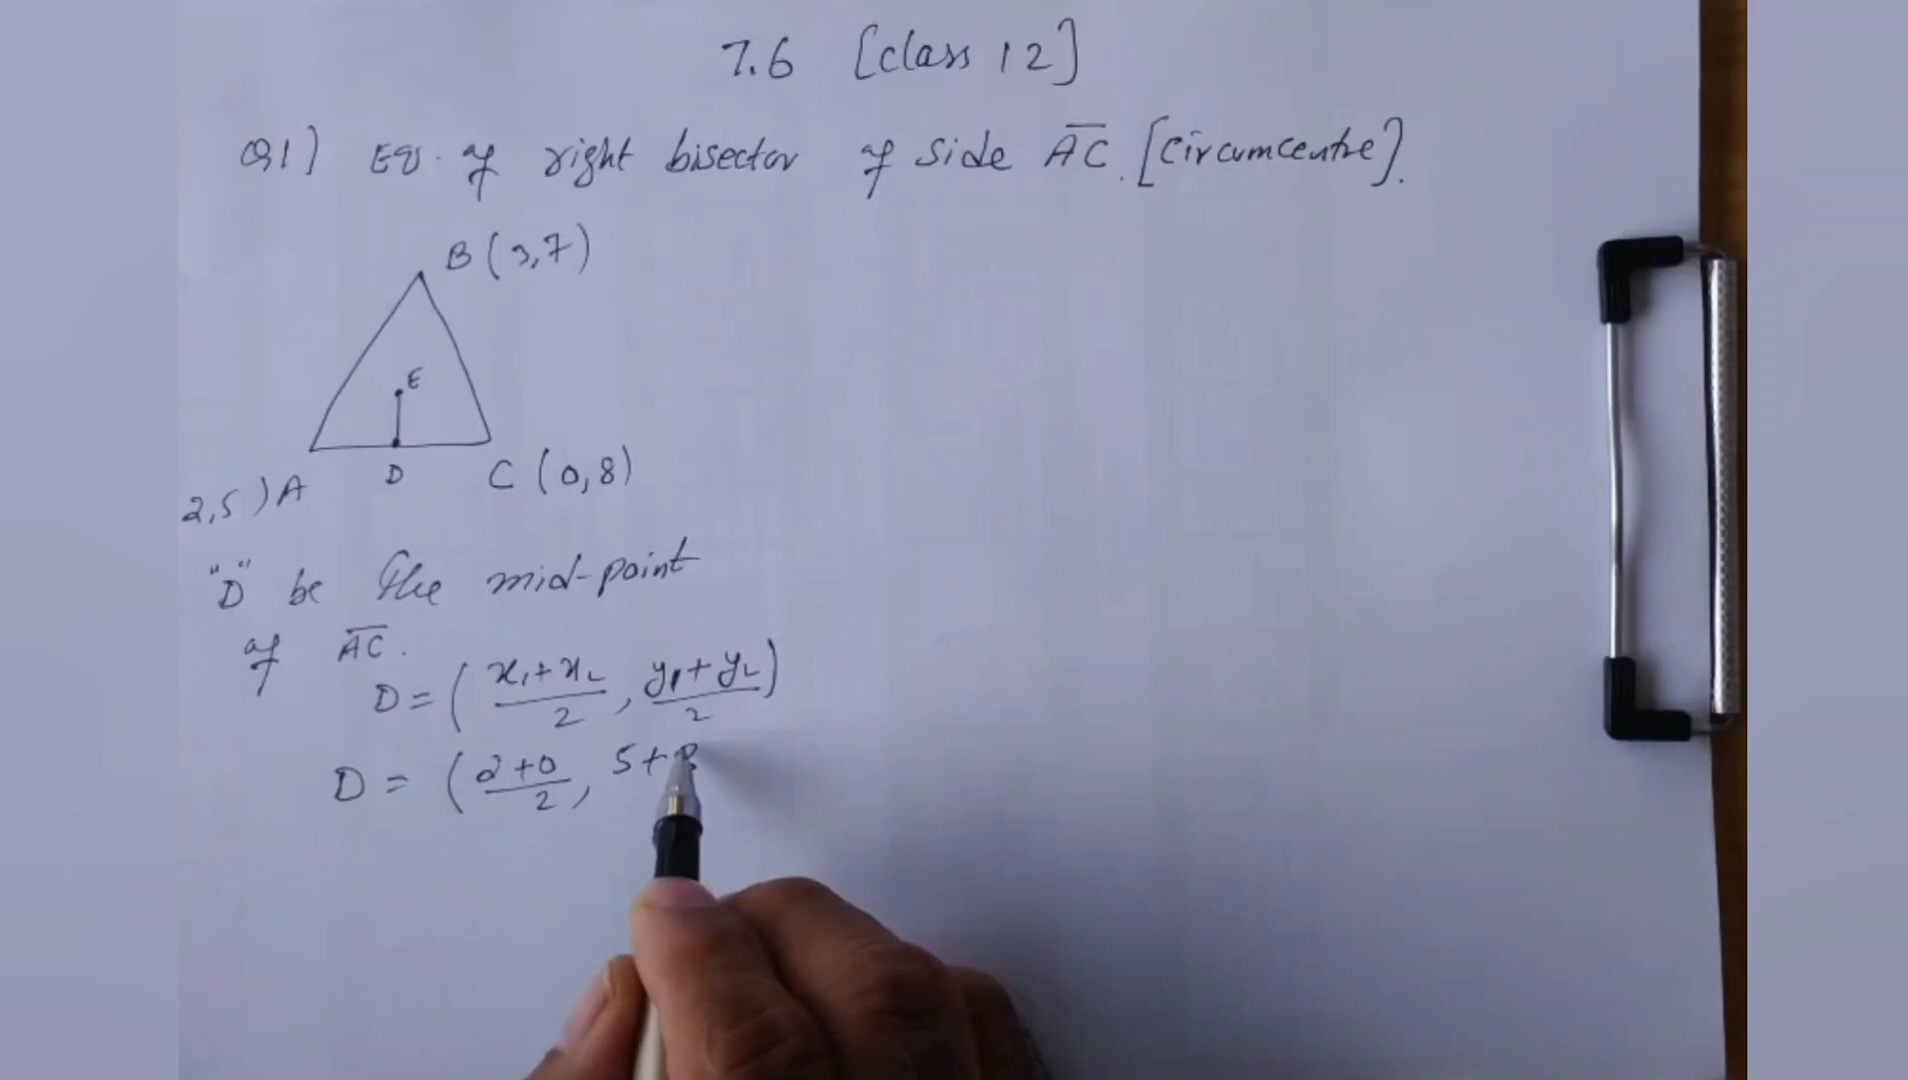 7.6 [class 12]
Q1) Eq. of right bisector of side AC. [Circumcentre].
B (3,7)
E
D
C (0,8)
2,5) A
"D" be the mid-point
of AC.
D = ( x₁+x₂ / 2 , y₁+y₂ / 2 )
D = ( 2+0 / 2 , 5+8